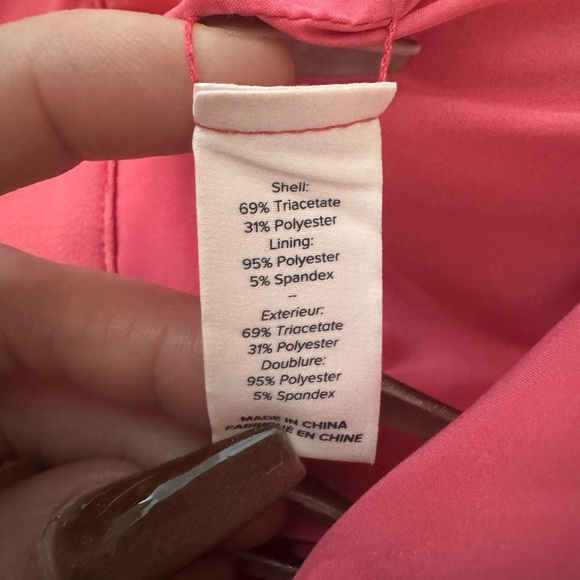 Shell:
69% Triacetate
31% Polyester
Lining:
95% Polyester
5% Spandex
--
Exterieur:
69% Triacetate
31% Polyester
Doublure:
95% Polyester
5% Spandex
MADE IN CHINA
FABRIQUÉ EN CHINE